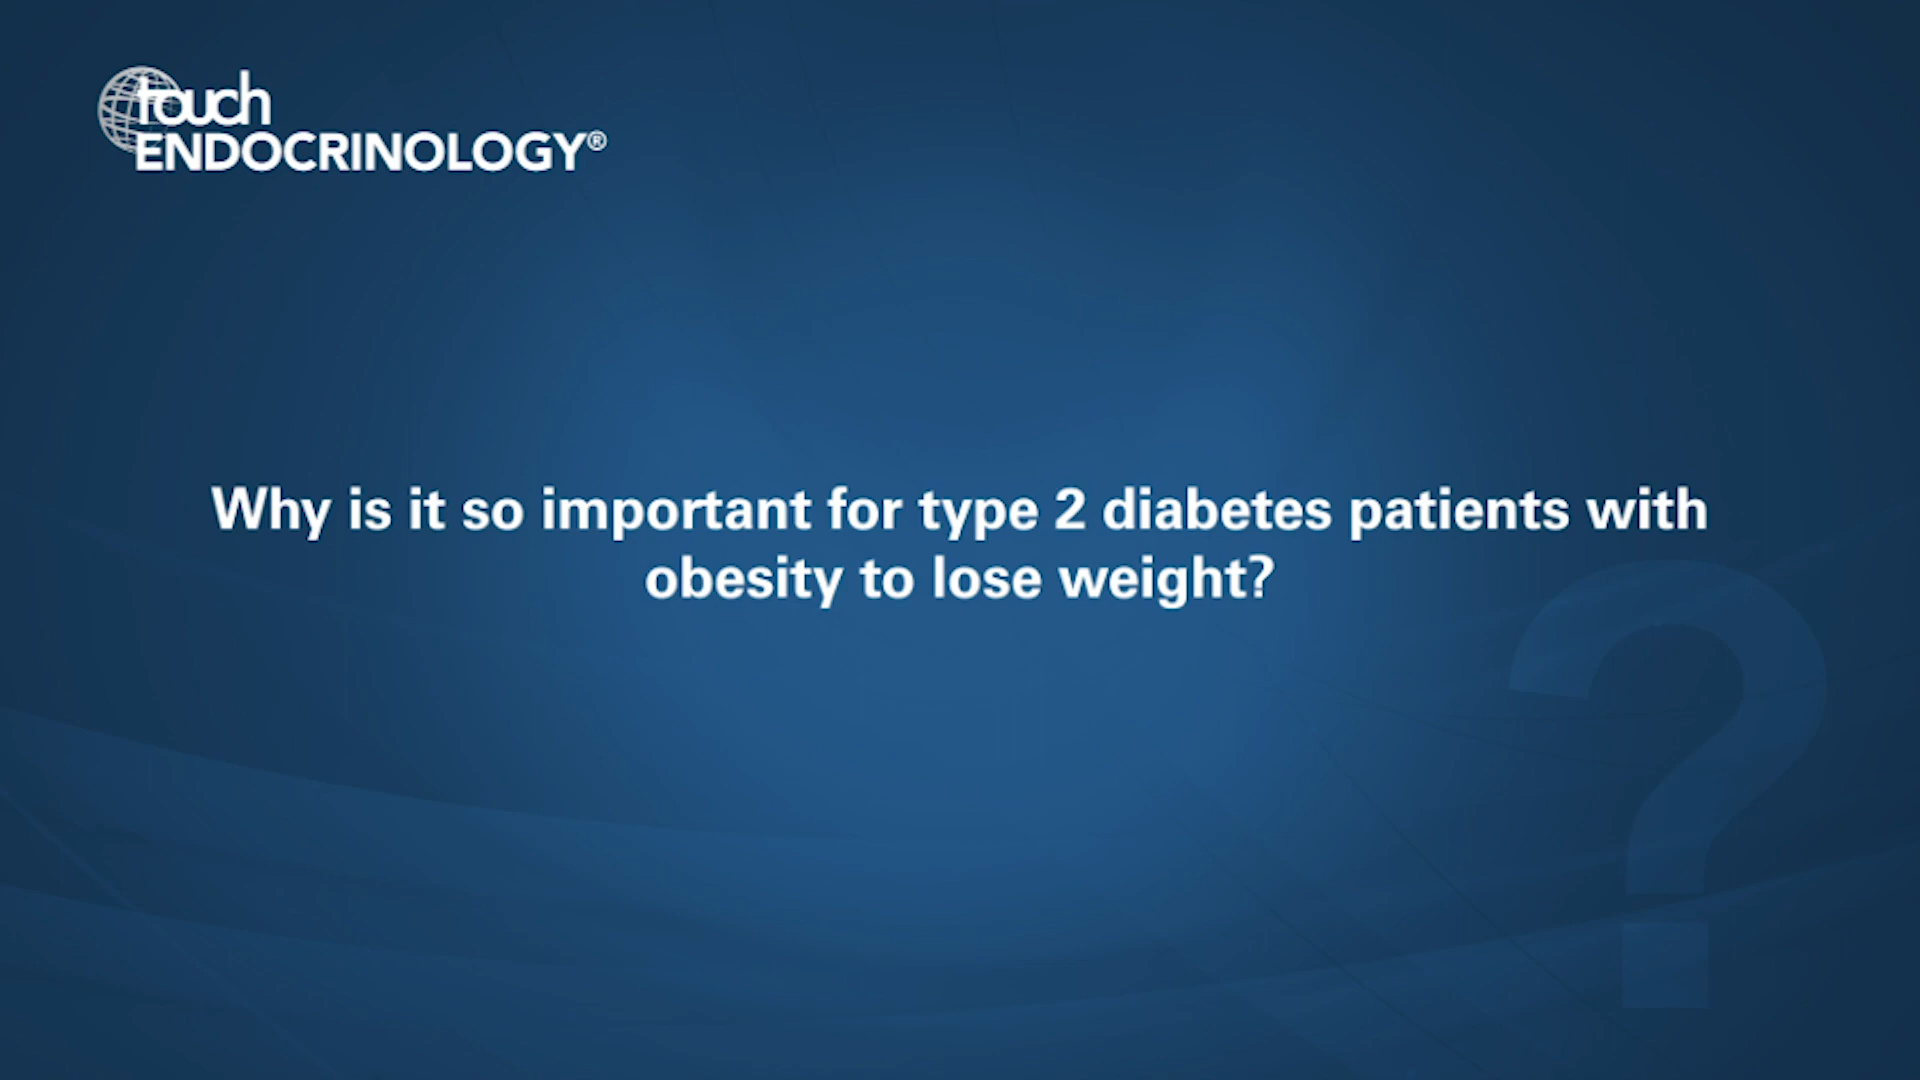 touch
ENDOCRINOLOGY®
Why is it so important for type 2 diabetes patients with
obesity to lose weight?
?